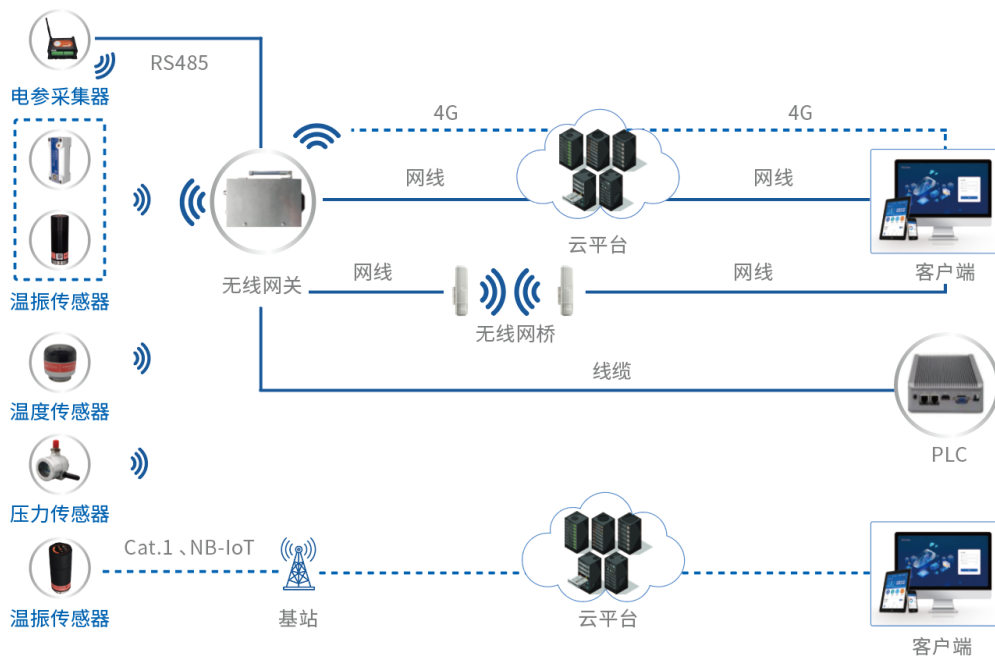 RS485
电参采集器
4G
4G
网线
网线
云平台
客户端
温振传感器
无线网关
网线
网线
无线网桥
线缆
温度传感器
PLC
压力传感器
Cat.1 、NB-IoT
温振传感器
基站
云平台
客户端